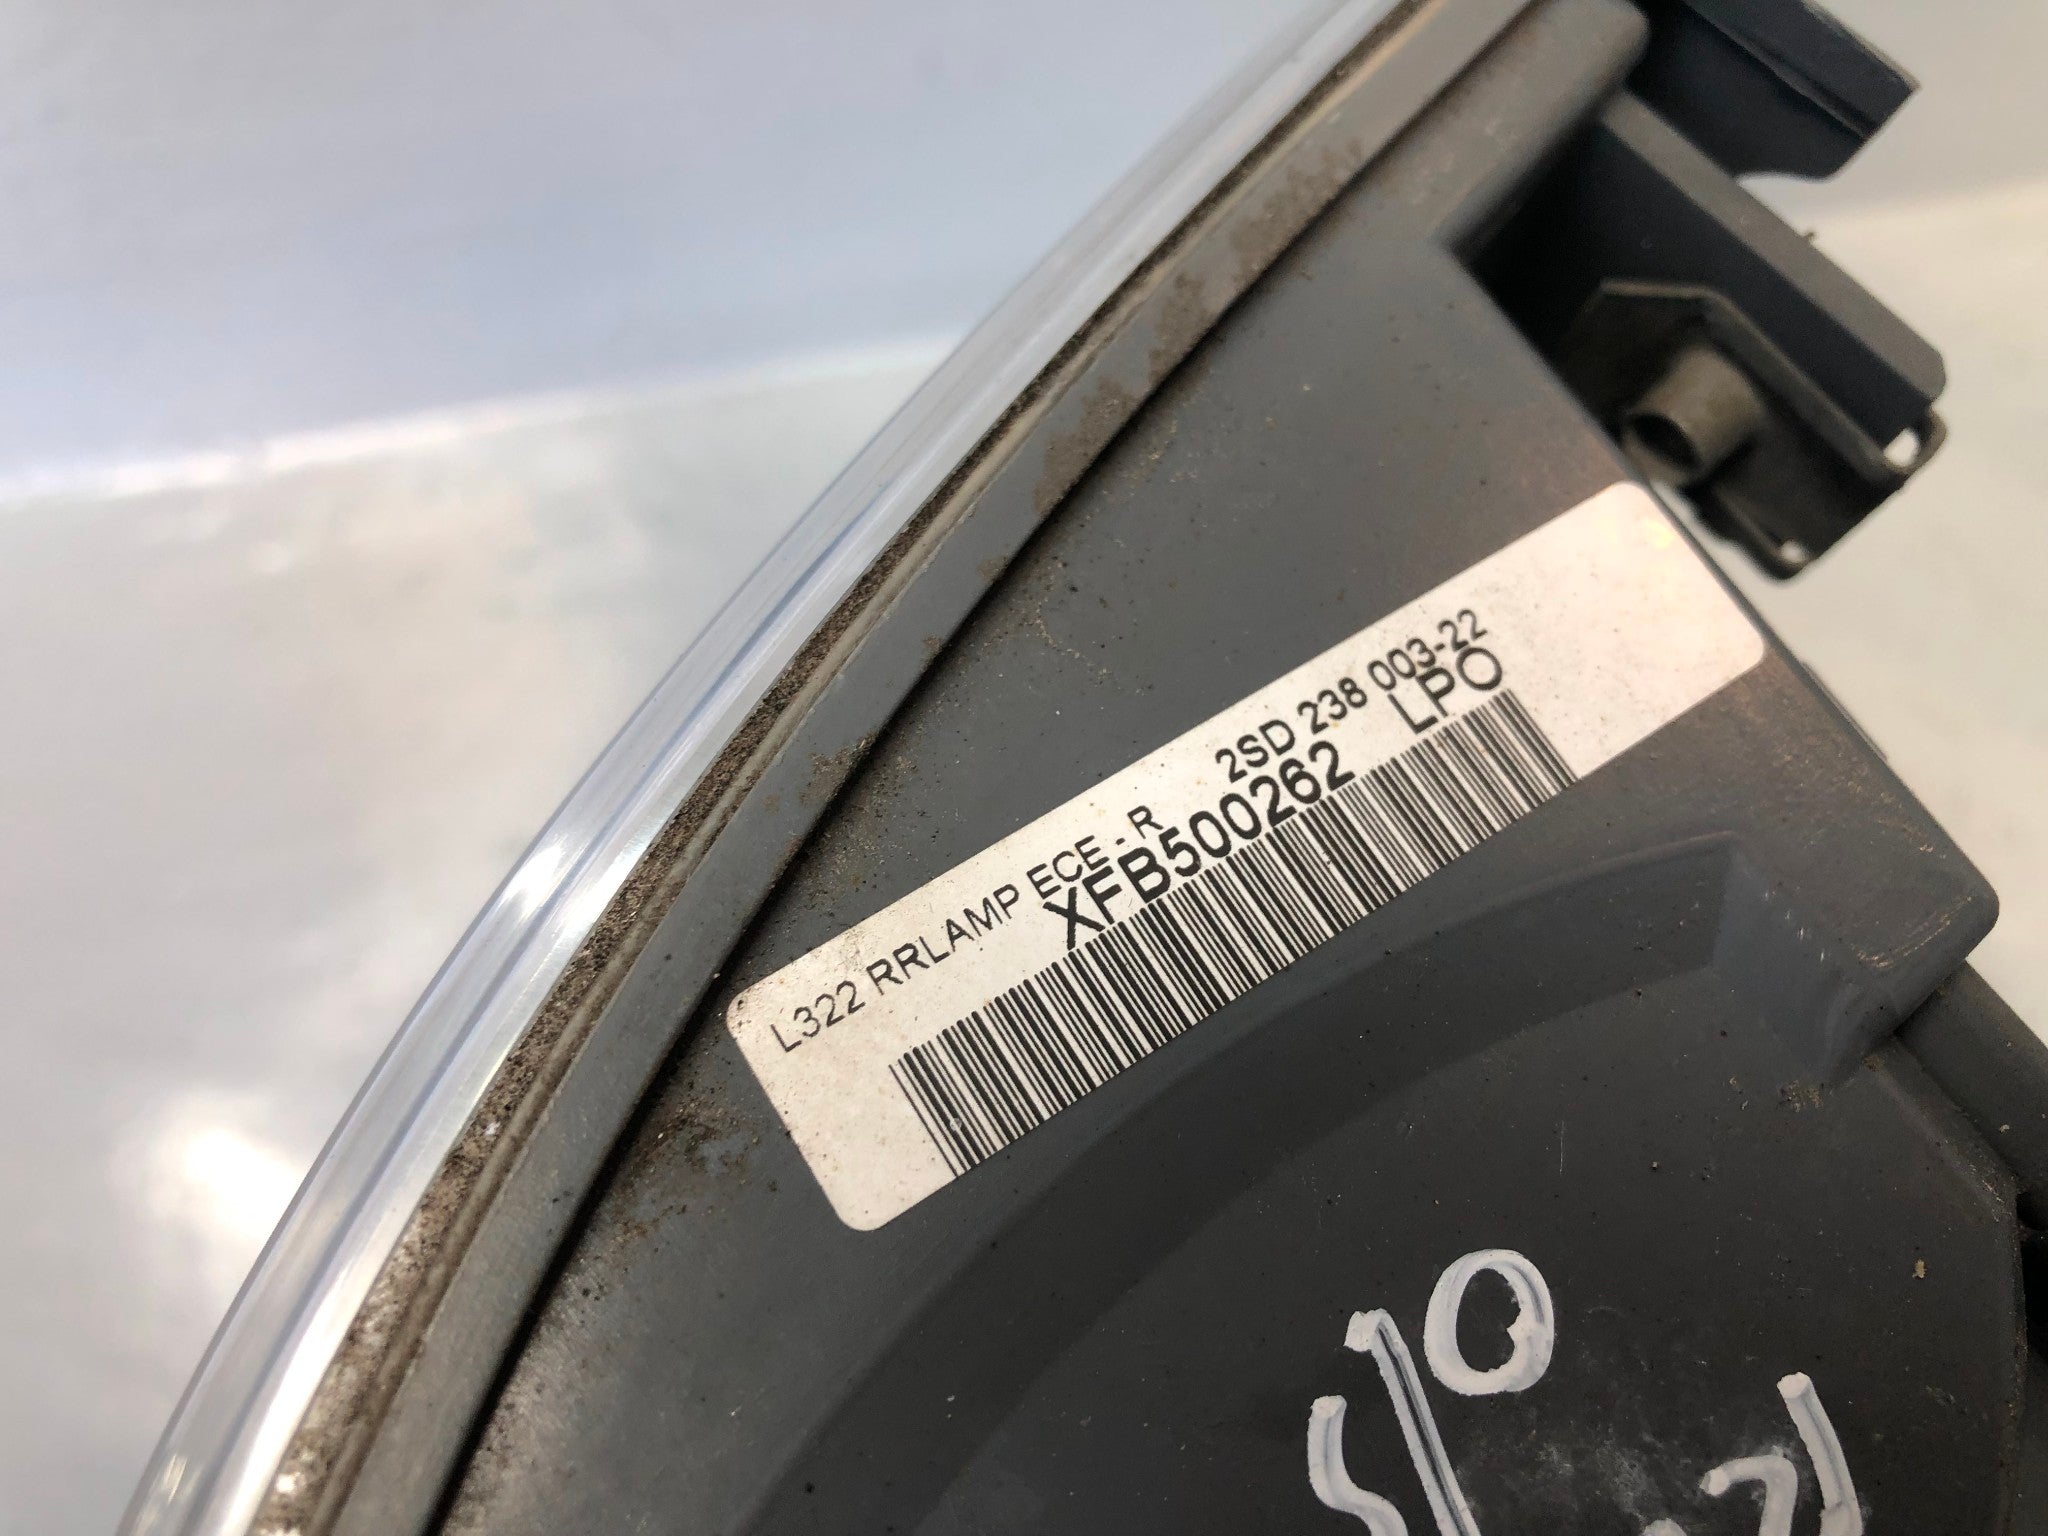 L322 RRLAMP ECE - R 2SD 238 003-22
XFB500262 LPO